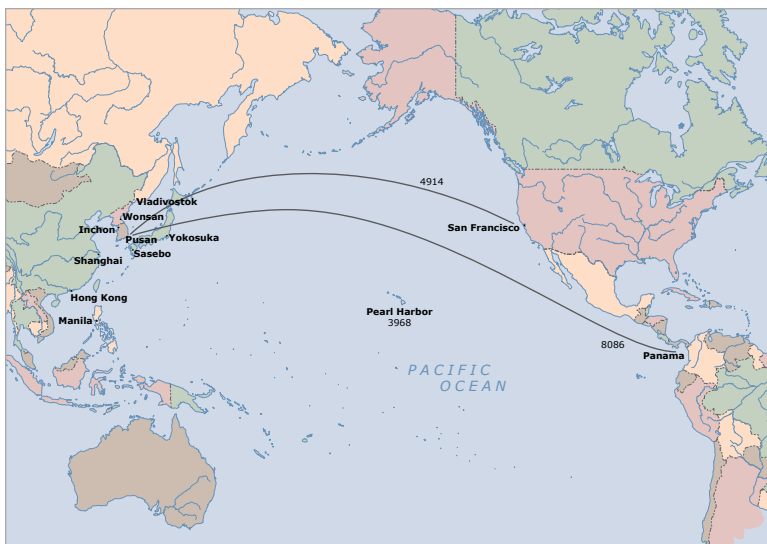 4914
Vladivostok
Wonsan
San Francisco
Inchon
Pusan
Yokosuka
Sasebo
Shanghai
Hong Kong
Pearl Harbor
3968
Manila
8086
Panama
PACIFIC
OCEAN